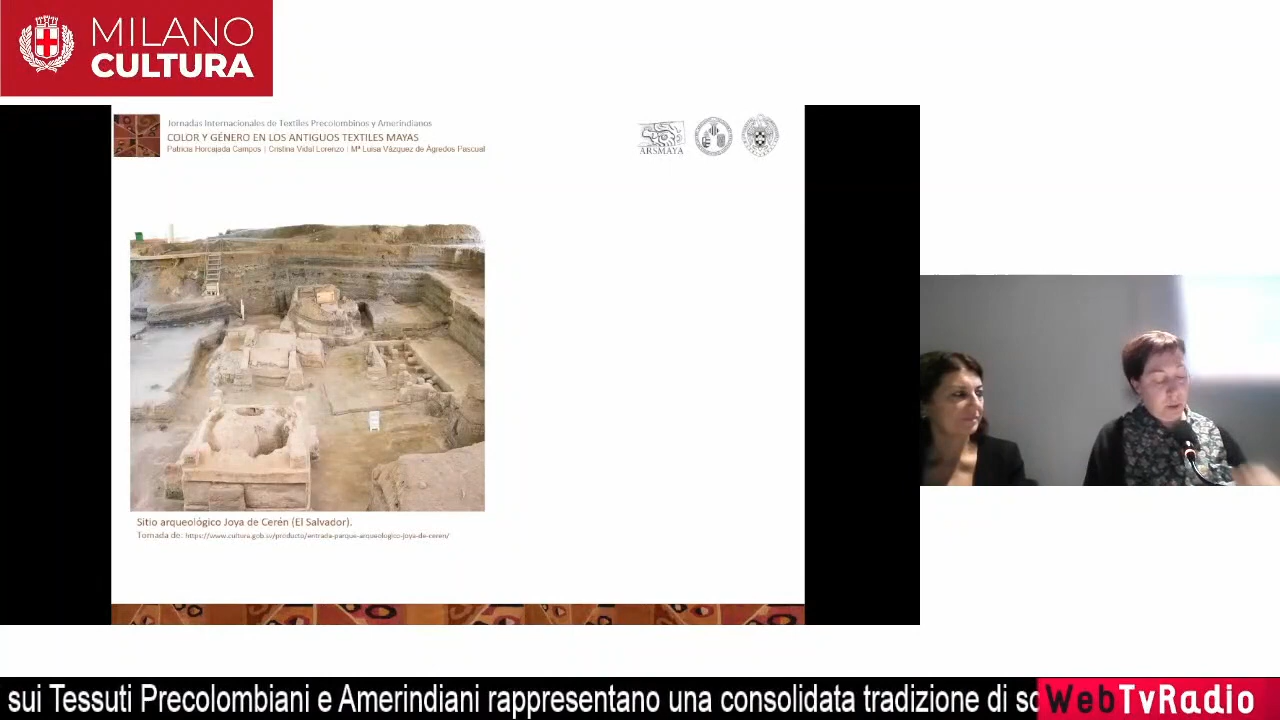 MILANO
CULTURA
Jornadas Internacionales de Textiles Precolombinos y Amerindianos
COLOR Y GÉNERO EN LOS ANTIGUOS TEXTILES MAYAS
Patricia Horcajada Campos | Cristina Vidal Lorenzo | Mª Luisa Vázquez de Ágredos Pascual
ARSMAYA
Sitio arqueológico Joya de Cerén (El Salvador).
Tomada de: https://www.cultura.gob.sv/producto/entrada-parque-arqueologico-joya-de-ceren/
sui Tessuti Precolombiani e Amerindiani rappresentano una consolidata tradizione di sc
WebTvRadio